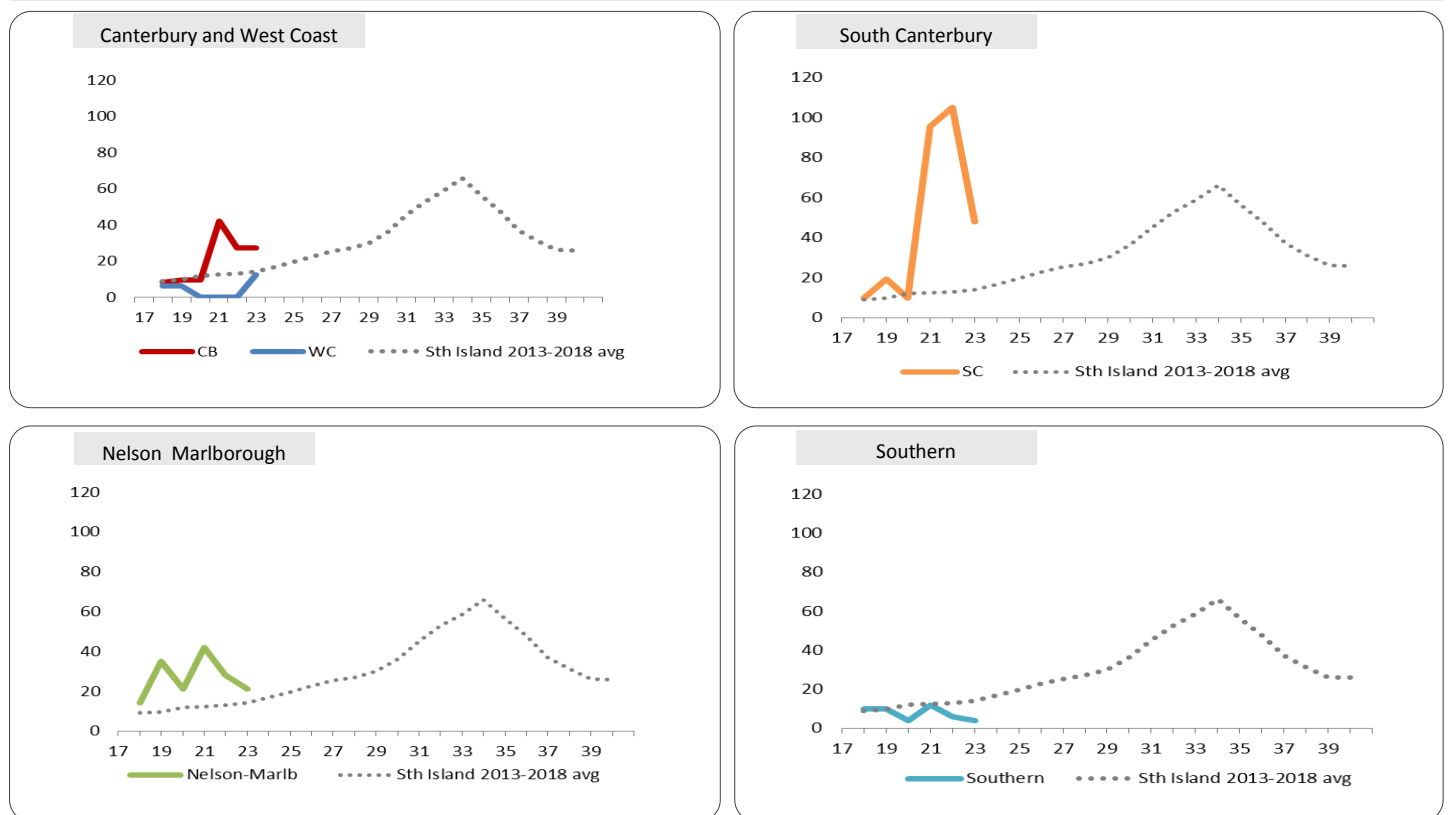 Canterbury and West Coast
120
100
80
60
40
20
0
17 19 21 23 25 27 29 31 33 35 37 39
CB WC Sth Island 2013-2018 avg
South Canterbury
120
100
80
60
40
20
0
17 19 21 23 25 27 29 31 33 35 37 39
SC Sth Island 2013-2018 avg
Nelson Marlborough
120
100
80
60
40
20
0
17 19 21 23 25 27 29 31 33 35 37 39
Nelson-Marlb Sth Island 2013-2018 avg
Southern
120
100
80
60
40
20
0
17 19 21 23 25 27 29 31 33 35 37 39
Southern Sth Island 2013-2018 avg